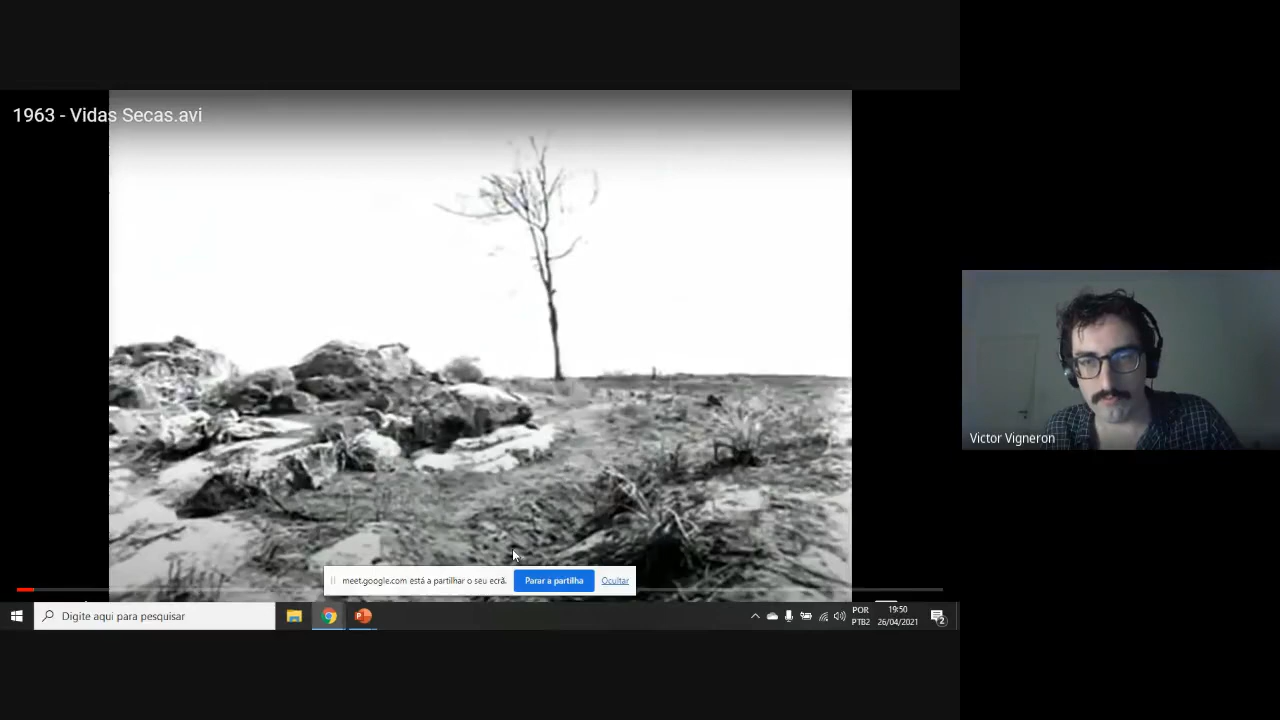 1963 - Vidas Secas.avi
Victor Vigneron
meet.google.com está a partilhar o seu ecrã. Parar a partilha Ocultar
Digite aqui para pesquisar
POR 19:50
PTB2 26/04/2021
2